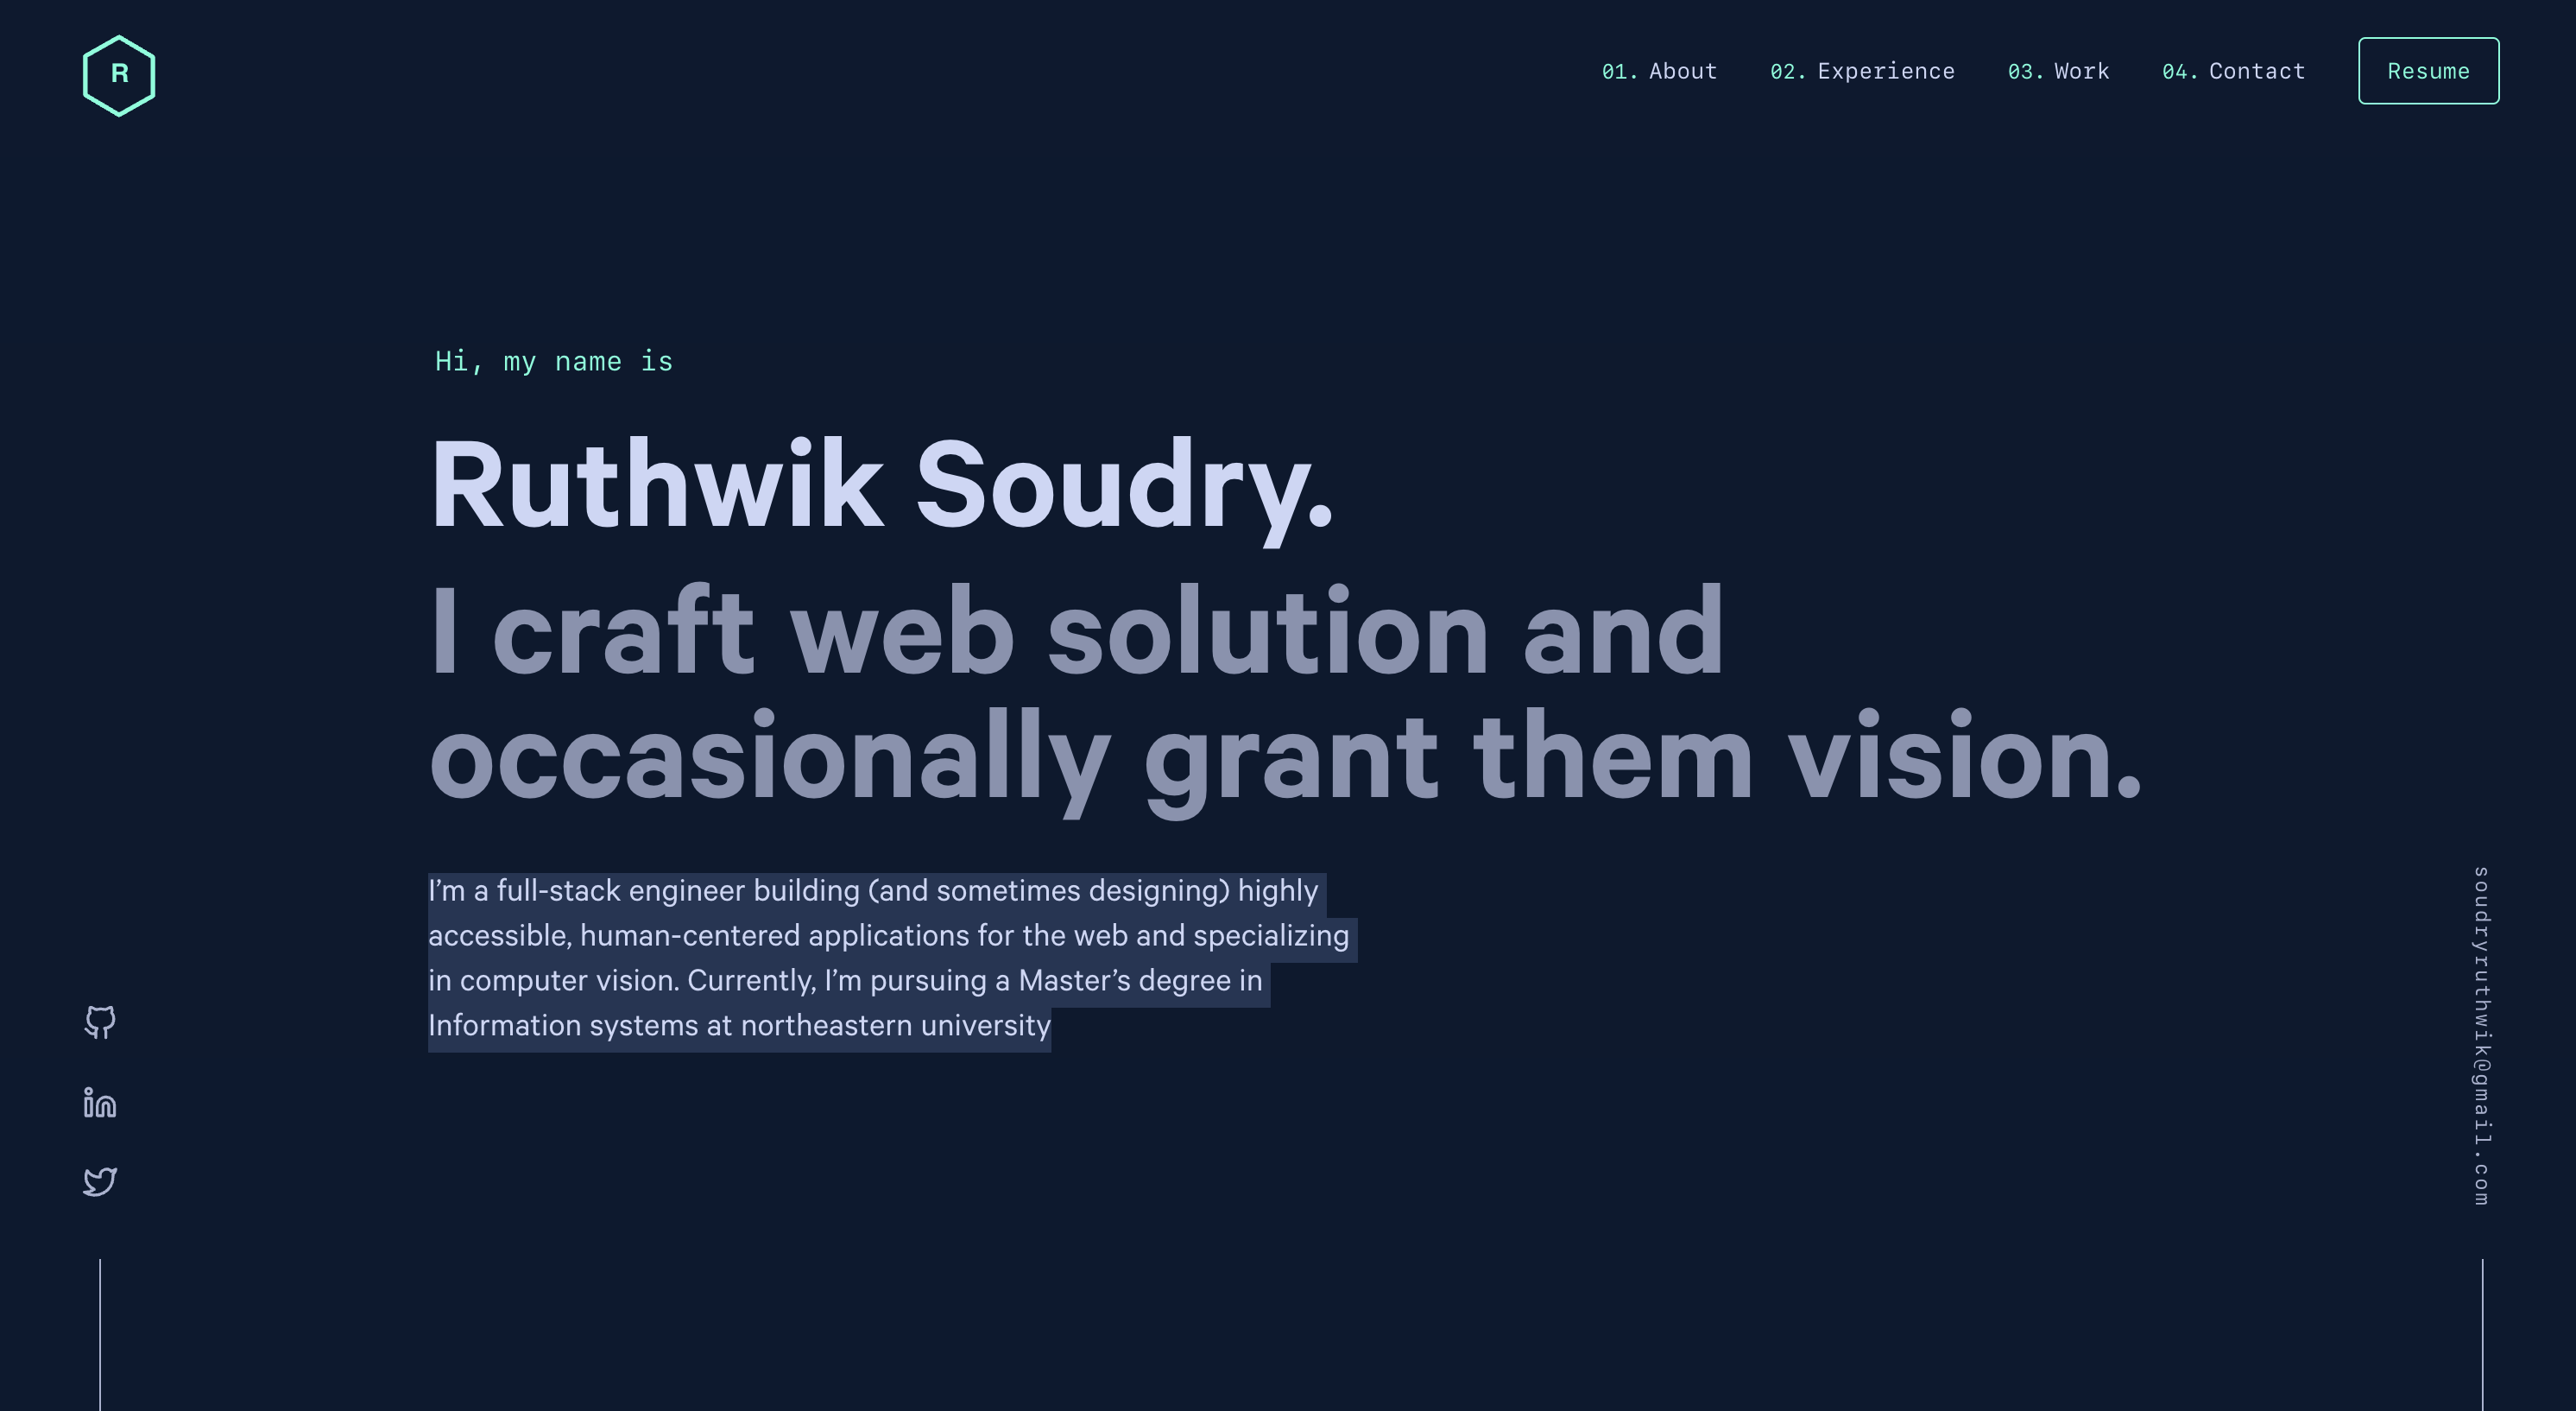 R
01. About 02. Experience 03. Work 04. Contact Resume
Hi, my name is
Ruthwik Soudry.
I craft web solution and
occasionally grant them vision.
I’m a full-stack engineer building (and sometimes designing) highly
accessible, human-centered applications for the web and specializing
in computer vision. Currently, I’m pursuing a Master’s degree in
Information systems at northeastern university
in
soudryruthwik@gmail.com